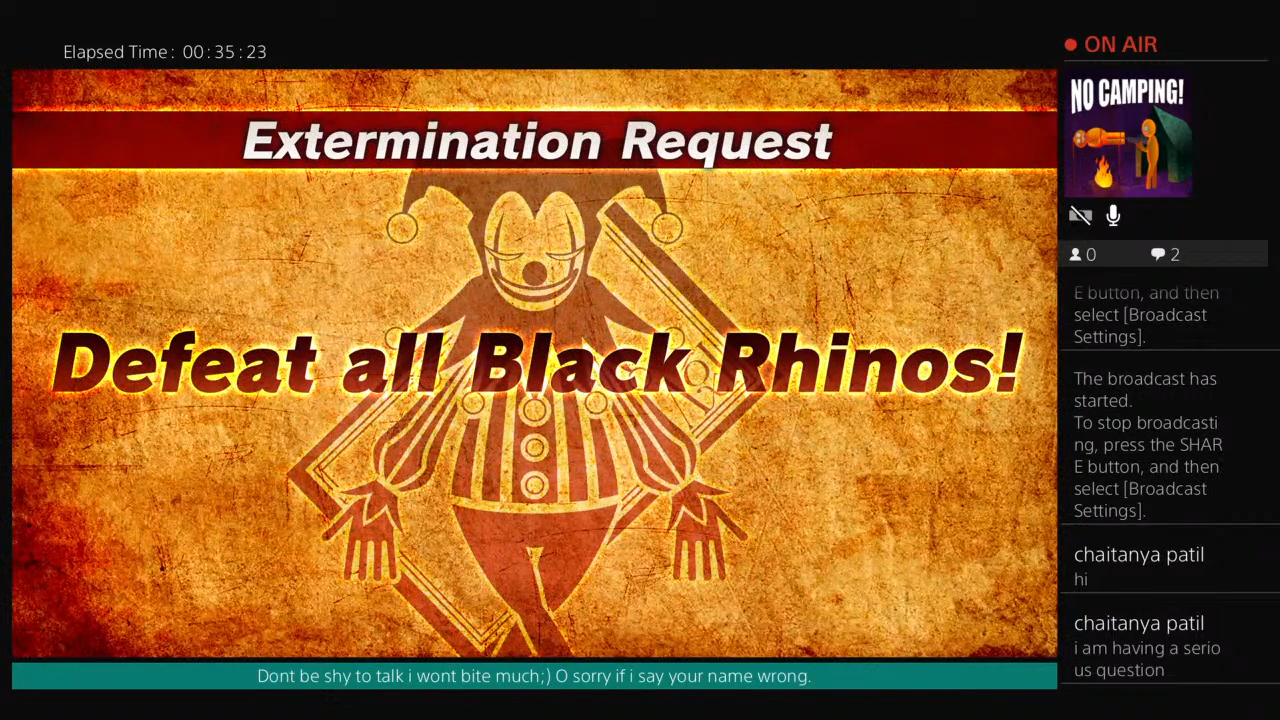 Elapsed Time: 00:35:23
ON AIR
NO CAMPING!
Extermination Request
0
2
E button, and then
select [Broadcast
Settings].
Defeat all Black Rhinos!
The broadcast has
started.
To stop broadcasti
ng, press the SHAR
E button, and then
select [Broadcast
Settings].
chaitanya patil
hi
chaitanya patil
i am having a serio
us question
Dont be shy to talk i wont bite much;) O sorry if i say your name wrong.